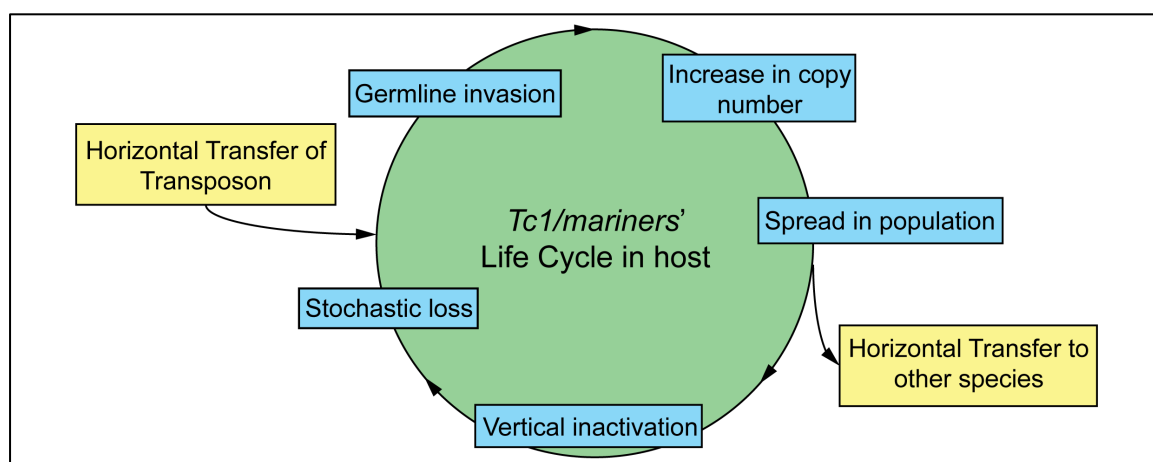 Germline invasion
Increase in copy
number
Horizontal Transfer of
Transposon
Tc1/mariners’
Life Cycle in host
Spread in population
Stochastic loss
Horizontal Transfer to
other species
Vertical inactivation